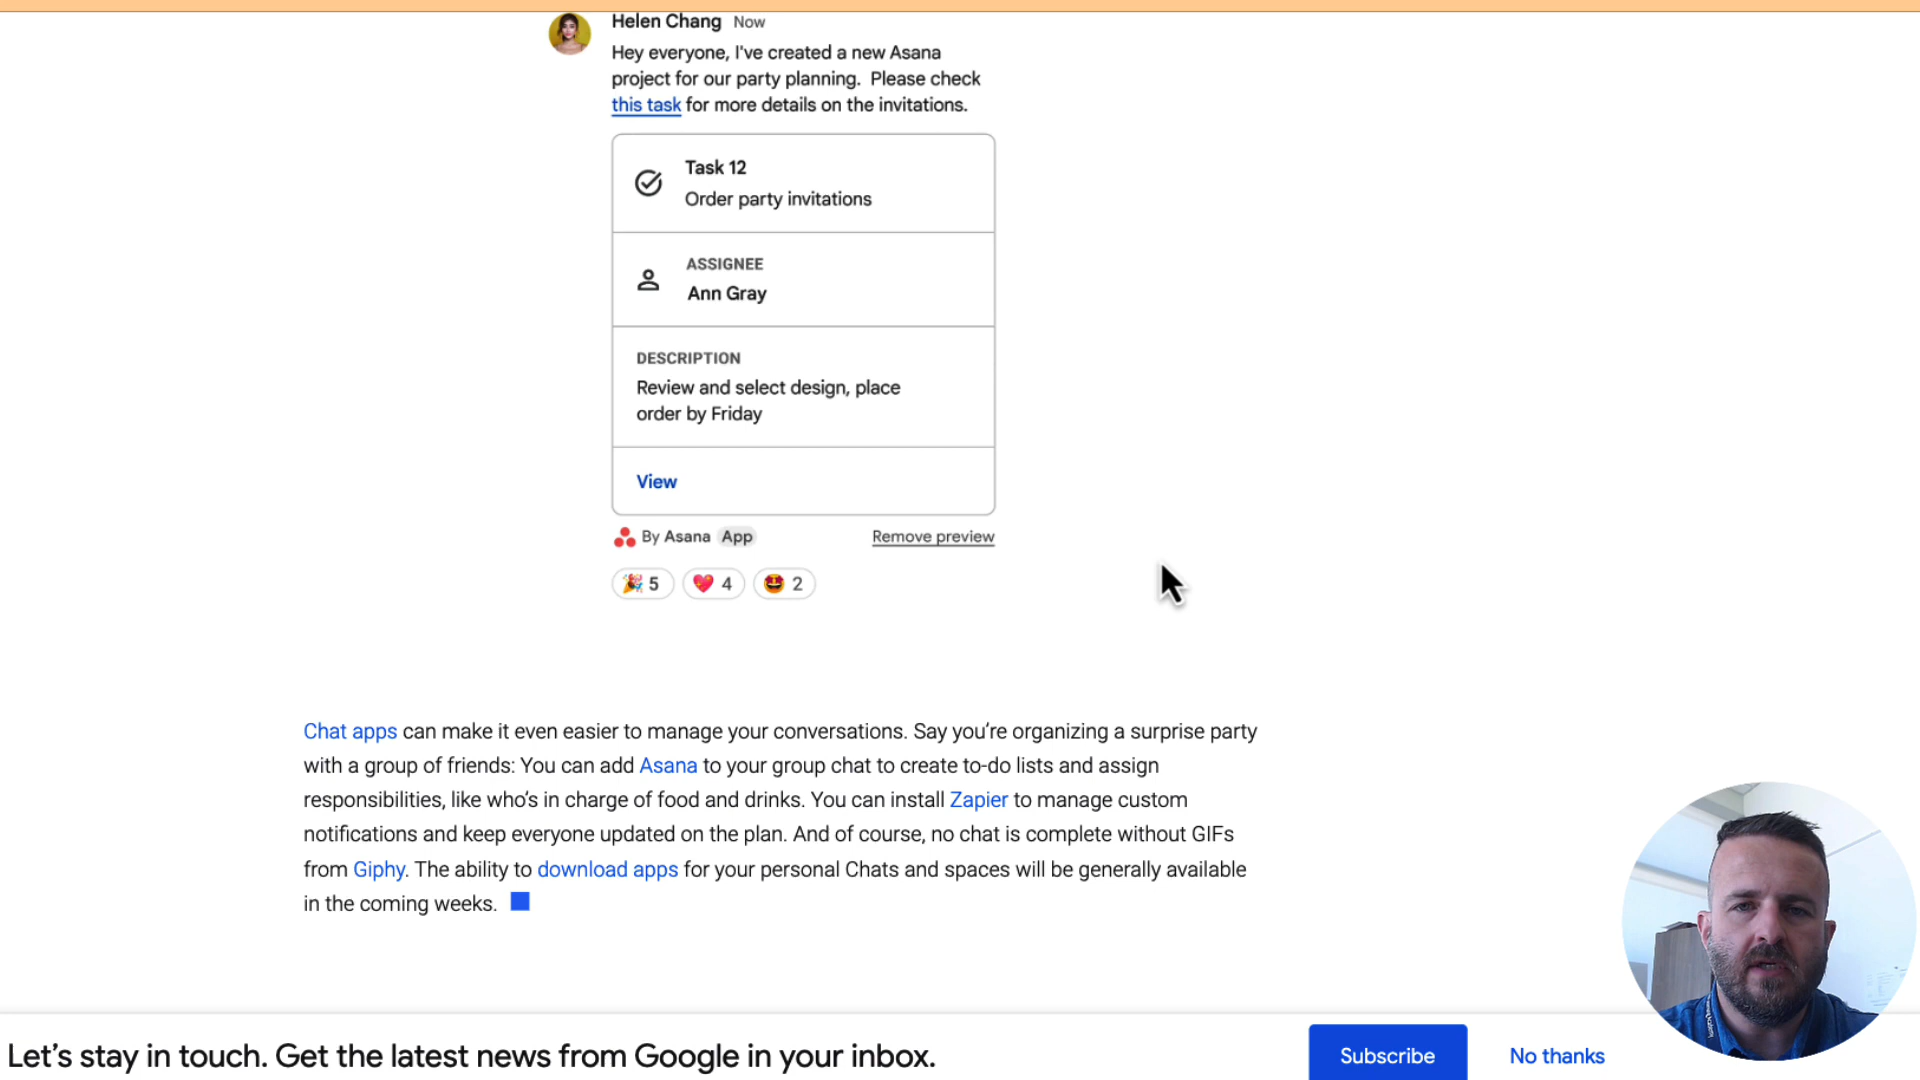 Helen Chang Now
Hey everyone, I've created a new Asana
project for our party planning. Please check
this task for more details on the invitations.
Task 12
Order party invitations
ASSIGNEE
Ann Gray
DESCRIPTION
Review and select design, place
order by Friday
View
By Asana App Remove preview
5 4 2
Chat apps can make it even easier to manage your conversations. Say you’re organizing a surprise party
with a group of friends: You can add Asana to your group chat to create to-do lists and assign
responsibilities, like who’s in charge of food and drinks. You can install Zapier to manage custom
notifications and keep everyone updated on the plan. And of course, no chat is complete without GIFs
from Giphy. The ability to download apps for your personal Chats and spaces will be generally available
in the coming weeks.
Let’s stay in touch. Get the latest news from Google in your inbox.
Subscribe
No thanks